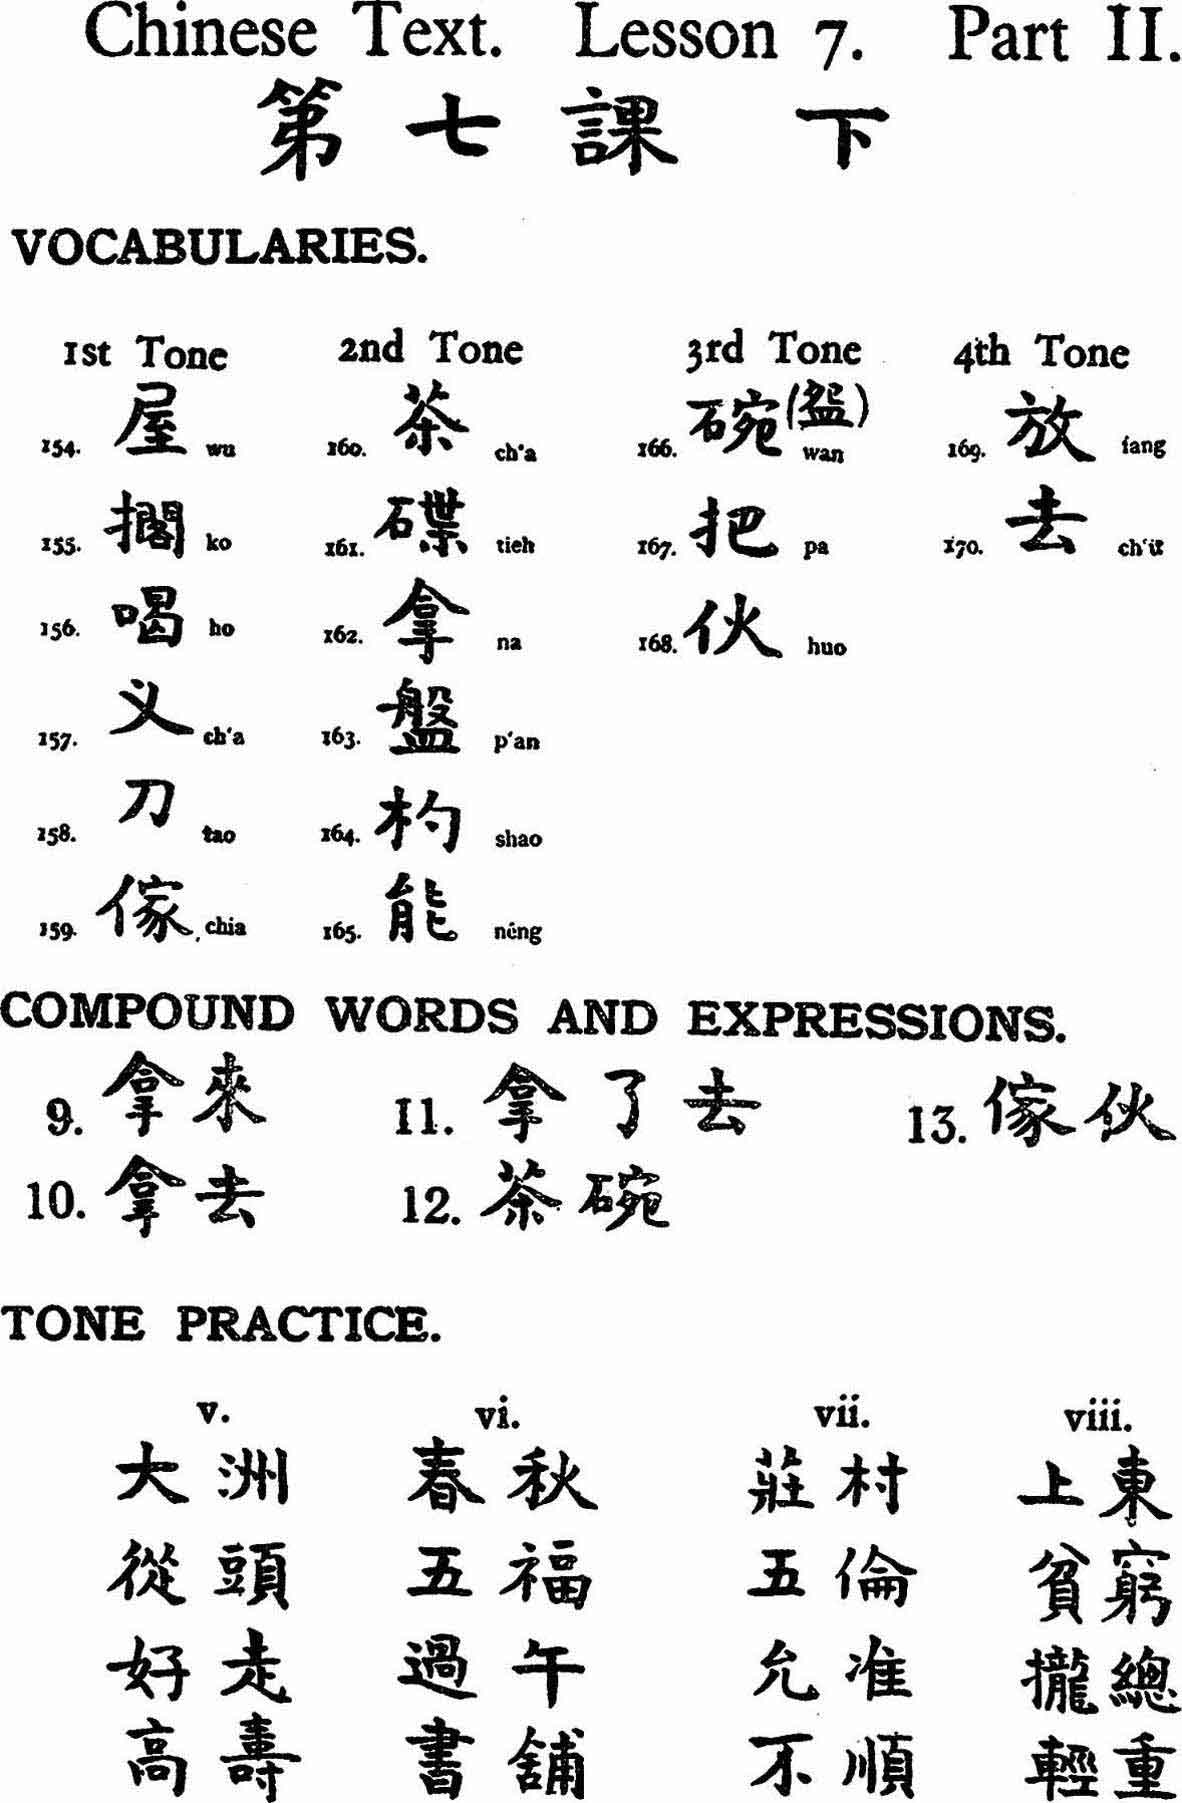 Chinese Text. Lesson 7. Part II.
第七課 下
VOCABULARIES.
1st Tone 2nd Tone 3rd Tone 4th Tone
154. 屋 wu 160. 茶 ch'a 166. 碗(盌) wan 169. 放 fang
155. 擱 ko 161. 碟 tieh 167. 把 pa 170. 去 ch'ü
156. 喝 ho 162. 拿 na 168. 伙 huo
157. 义 ch'a 163. 盤 p'an
158. 刀 tao 164. 杓 shao
159. 傢 chia 165. 能 nêng
COMPOUND WORDS AND EXPRESSIONS.
9. 拿來 11. 拿了去 13. 傢伙
10. 拿去 12. 茶碗
TONE PRACTICE.
v. vi. vii. viii.
大洲 春秋 莊村 上東
從頭 五福 五倫 貧窮
好走 過午 允准 攏總
高壽 書舖 不順 輕重